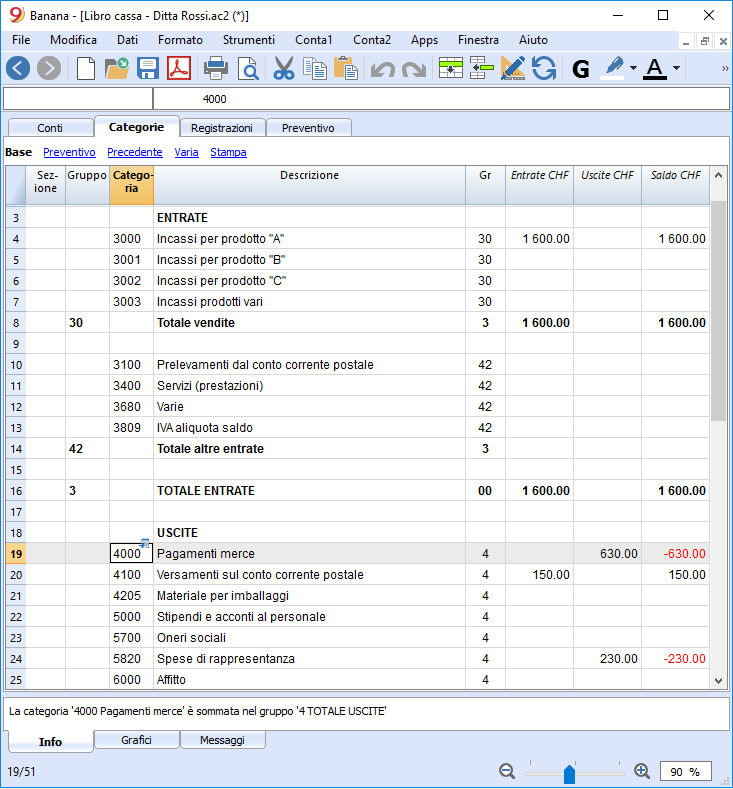 9 Banana - [Libro cassa - Ditta Rossi.ac2 (*)]
File Modifica Dati Formato Strumenti Conta1 Conta2 Apps Finestra Aiuto
G A »
4000
Conti Categorie Registrazioni Preventivo
Base Preventivo Precedente Varia Stampa
Sez-
ione Gruppo Catego-
ria Descrizione Gr Entrate CHF Uscite CHF Saldo CHF
3 ENTRATE
4 3000 Incassi per prodotto "A" 30 1 600.00 1 600.00
5 3001 Incassi per prodotto "B" 30
6 3002 Incassi per prodotto "C" 30
7 3003 Incassi prodotti vari 30
8 30 Totale vendite 3 1 600.00 1 600.00
9
10 3100 Prelevamenti dal conto corrente postale 42
11 3400 Servizi (prestazioni) 42
12 3680 Varie 42
13 3809 IVA aliquota saldo 42
14 42 Totale altre entrate 3
15
16 3 TOTALE ENTRATE 00 1 600.00 1 600.00
17
18 USCITE
19 4000 Pagamenti merce 4 630.00 -630.00
20 4100 Versamenti sul conto corrente postale 4 150.00 150.00
21 4205 Materiale per imballaggi 4
22 5000 Stipendi e acconti al personale 4
23 5700 Oneri sociali 4
24 5820 Spese di rappresentanza 4 230.00 -230.00
25 6000 Affitto 4
La categoria '4000 Pagamenti merce' è sommata nel gruppo '4 TOTALE USCITE'
Info Grafici Messaggi
19/51 90 %